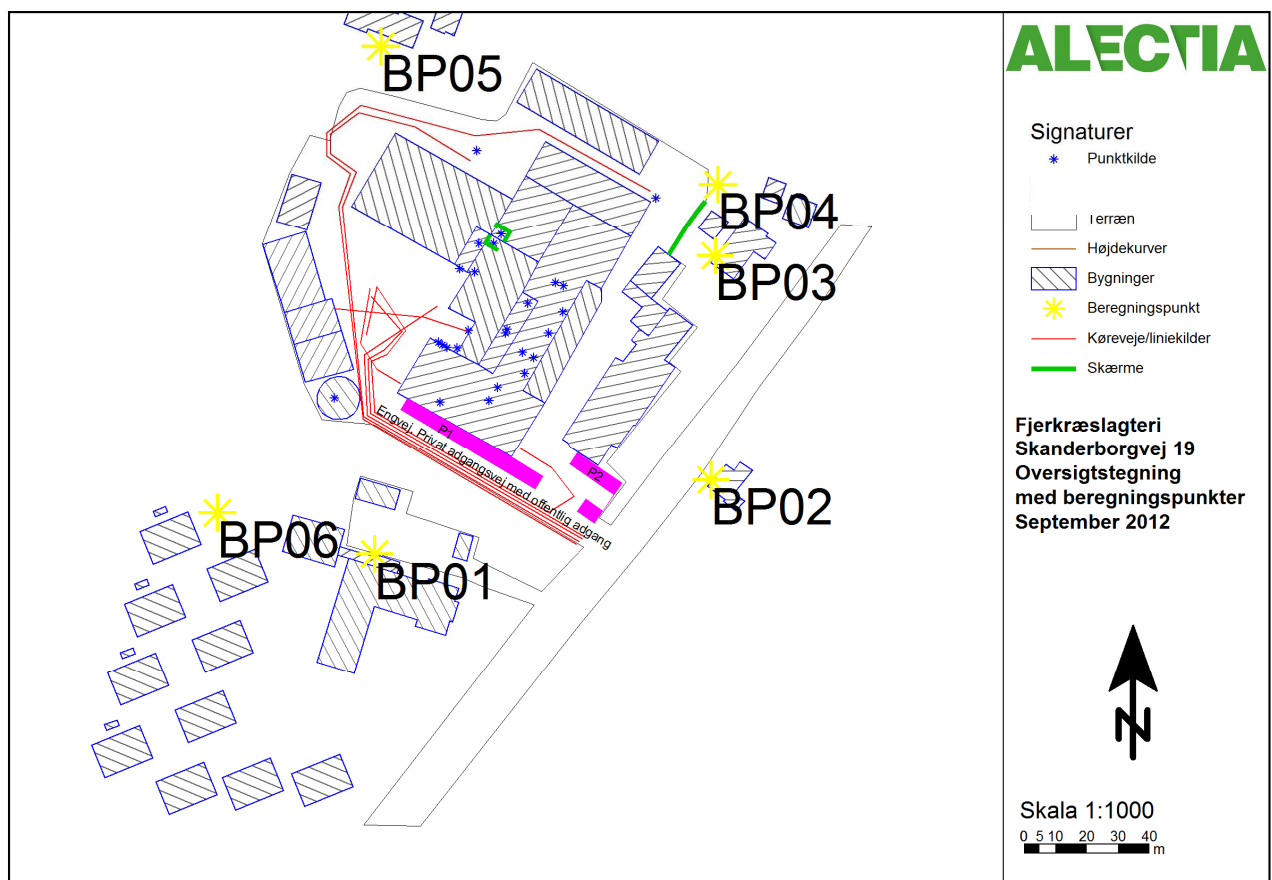 BP05
BP04
BP03
P1
Engvej. Privat adgangsvej med offentlig adgang
P2
BP02
BP06
BP01
ALECTIA
Signaturer
Punktkilde
Terræn
Højdekurver
Bygninger
Beregningspunkt
Køreveje/liniekilder
Skærme
Fjerkræslagteri
Skanderborgvej 19
Oversigtstegning
med beregningspunkter
September 2012
N
Skala 1:1000
0 5 10 20 30 40
m